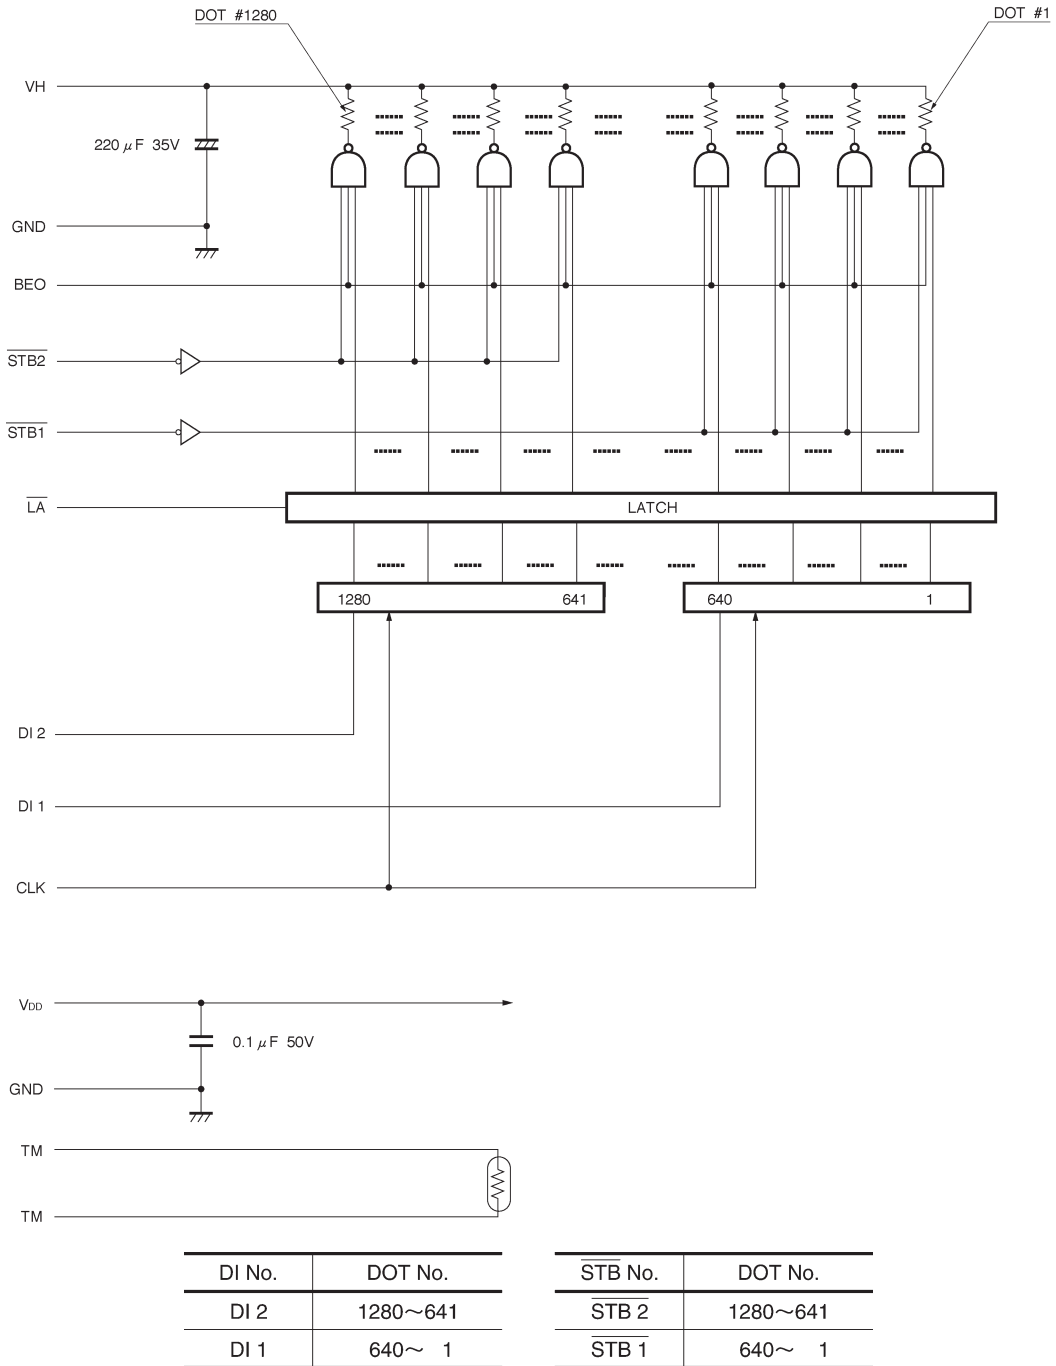 DOT #1280
DOT #1
VH
220 μF 35V
GND
BEO
STB2
STB1
LA
LATCH
1280 641 640 1
DI 2
DI 1
CLK
VDD
0.1 μF 50V
GND
TM
TM
DI No. DOT No. STB No. DOT No.
DI 2 1280～641 STB 2 1280～641
DI 1 640～ 1 STB 1 640～ 1